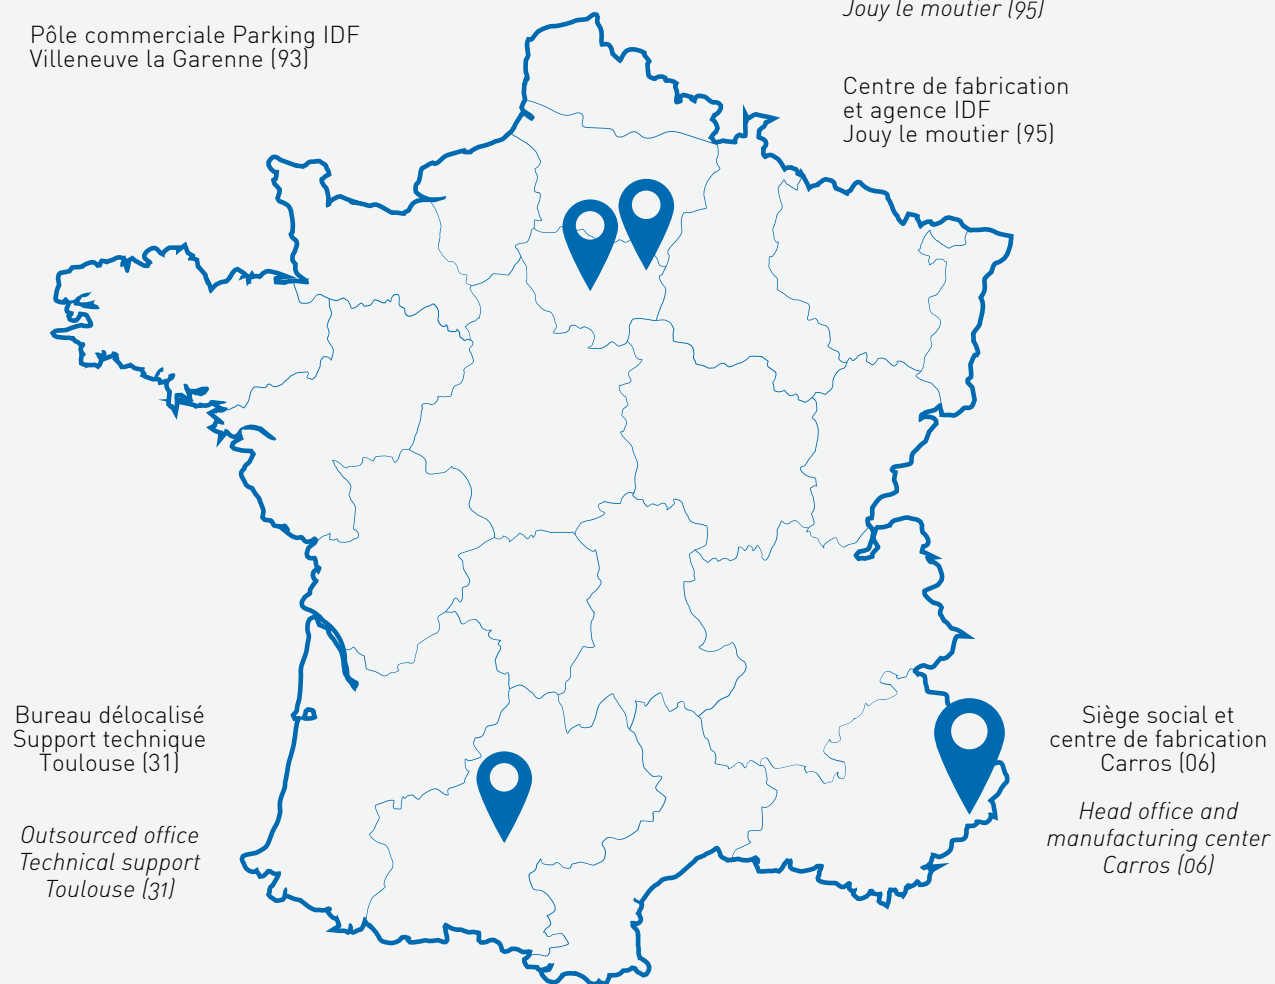 Jouy le moutier (95)
Pôle commerciale Parking IDF
Villeneuve la Garenne (93)
Centre de fabrication
et agence IDF
Jouy le moutier (95)
Bureau délocalisé
Support technique
Toulouse (31)
Outsourced office
Technical support
Toulouse (31)
Siège social et
centre de fabrication
Carros (06)
Head office and
manufacturing center
Carros (06)